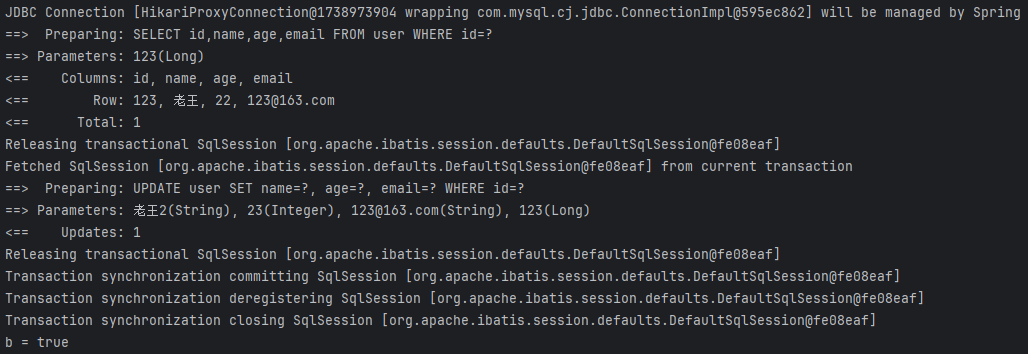 JDBC Connection [HikariProxyConnection@1738973904 wrapping com.mysql.cj.jdbc.ConnectionImpl@595ec862] will be managed by Spring
==>  Preparing: SELECT id,name,age,email FROM user WHERE id=?
==> Parameters: 123(Long)
<==    Columns: id, name, age, email
<==        Row: 123, 老王, 22, 123@163.com
<==      Total: 1
Releasing transactional SqlSession [org.apache.ibatis.session.defaults.DefaultSqlSession@fe08eaf]
Fetched SqlSession [org.apache.ibatis.session.defaults.DefaultSqlSession@fe08eaf] from current transaction
==>  Preparing: UPDATE user SET name=?, age=?, email=? WHERE id=?
==> Parameters: 老王2(String), 23(Integer), 123@163.com(String), 123(Long)
<==    Updates: 1
Releasing transactional SqlSession [org.apache.ibatis.session.defaults.DefaultSqlSession@fe08eaf]
Transaction synchronization committing SqlSession [org.apache.ibatis.session.defaults.DefaultSqlSession@fe08eaf]
Transaction synchronization deregistering SqlSession [org.apache.ibatis.session.defaults.DefaultSqlSession@fe08eaf]
Transaction synchronization closing SqlSession [org.apache.ibatis.session.defaults.DefaultSqlSession@fe08eaf]
b = true